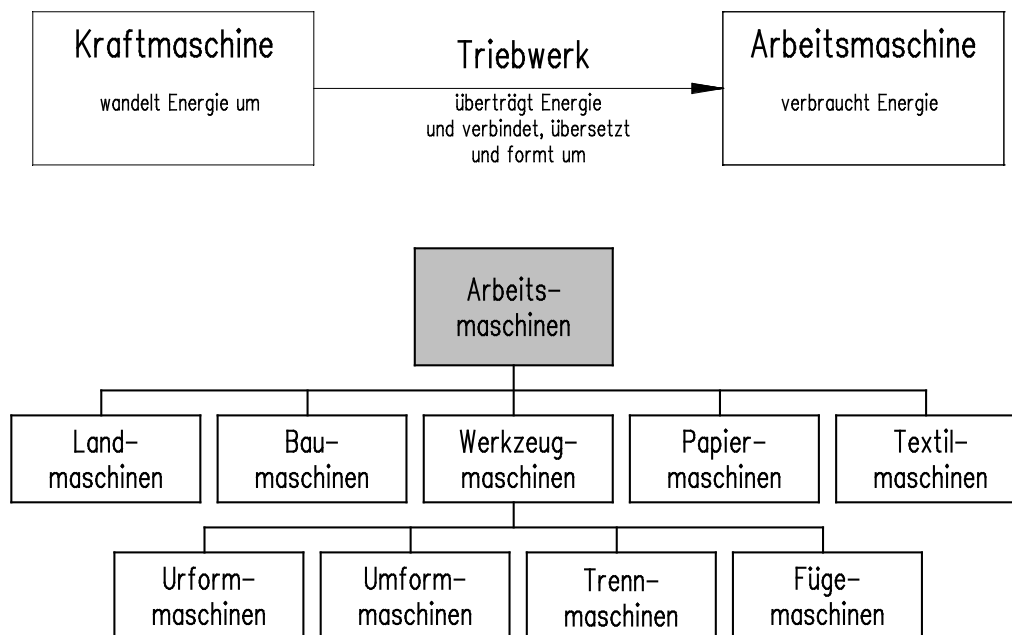 Kraftmaschine
wandelt Energie um
Triebwerk
überträgt Energie
und verbindet, übersetzt
und formt um
Arbeitsmaschine
verbraucht Energie
Arbeits-
maschinen
Land-
maschinen
Bau-
maschinen
Werkzeug-
maschinen
Papier-
maschinen
Textil-
maschinen
Urform-
maschinen
Umform-
maschinen
Trenn-
maschinen
Füge-
maschinen